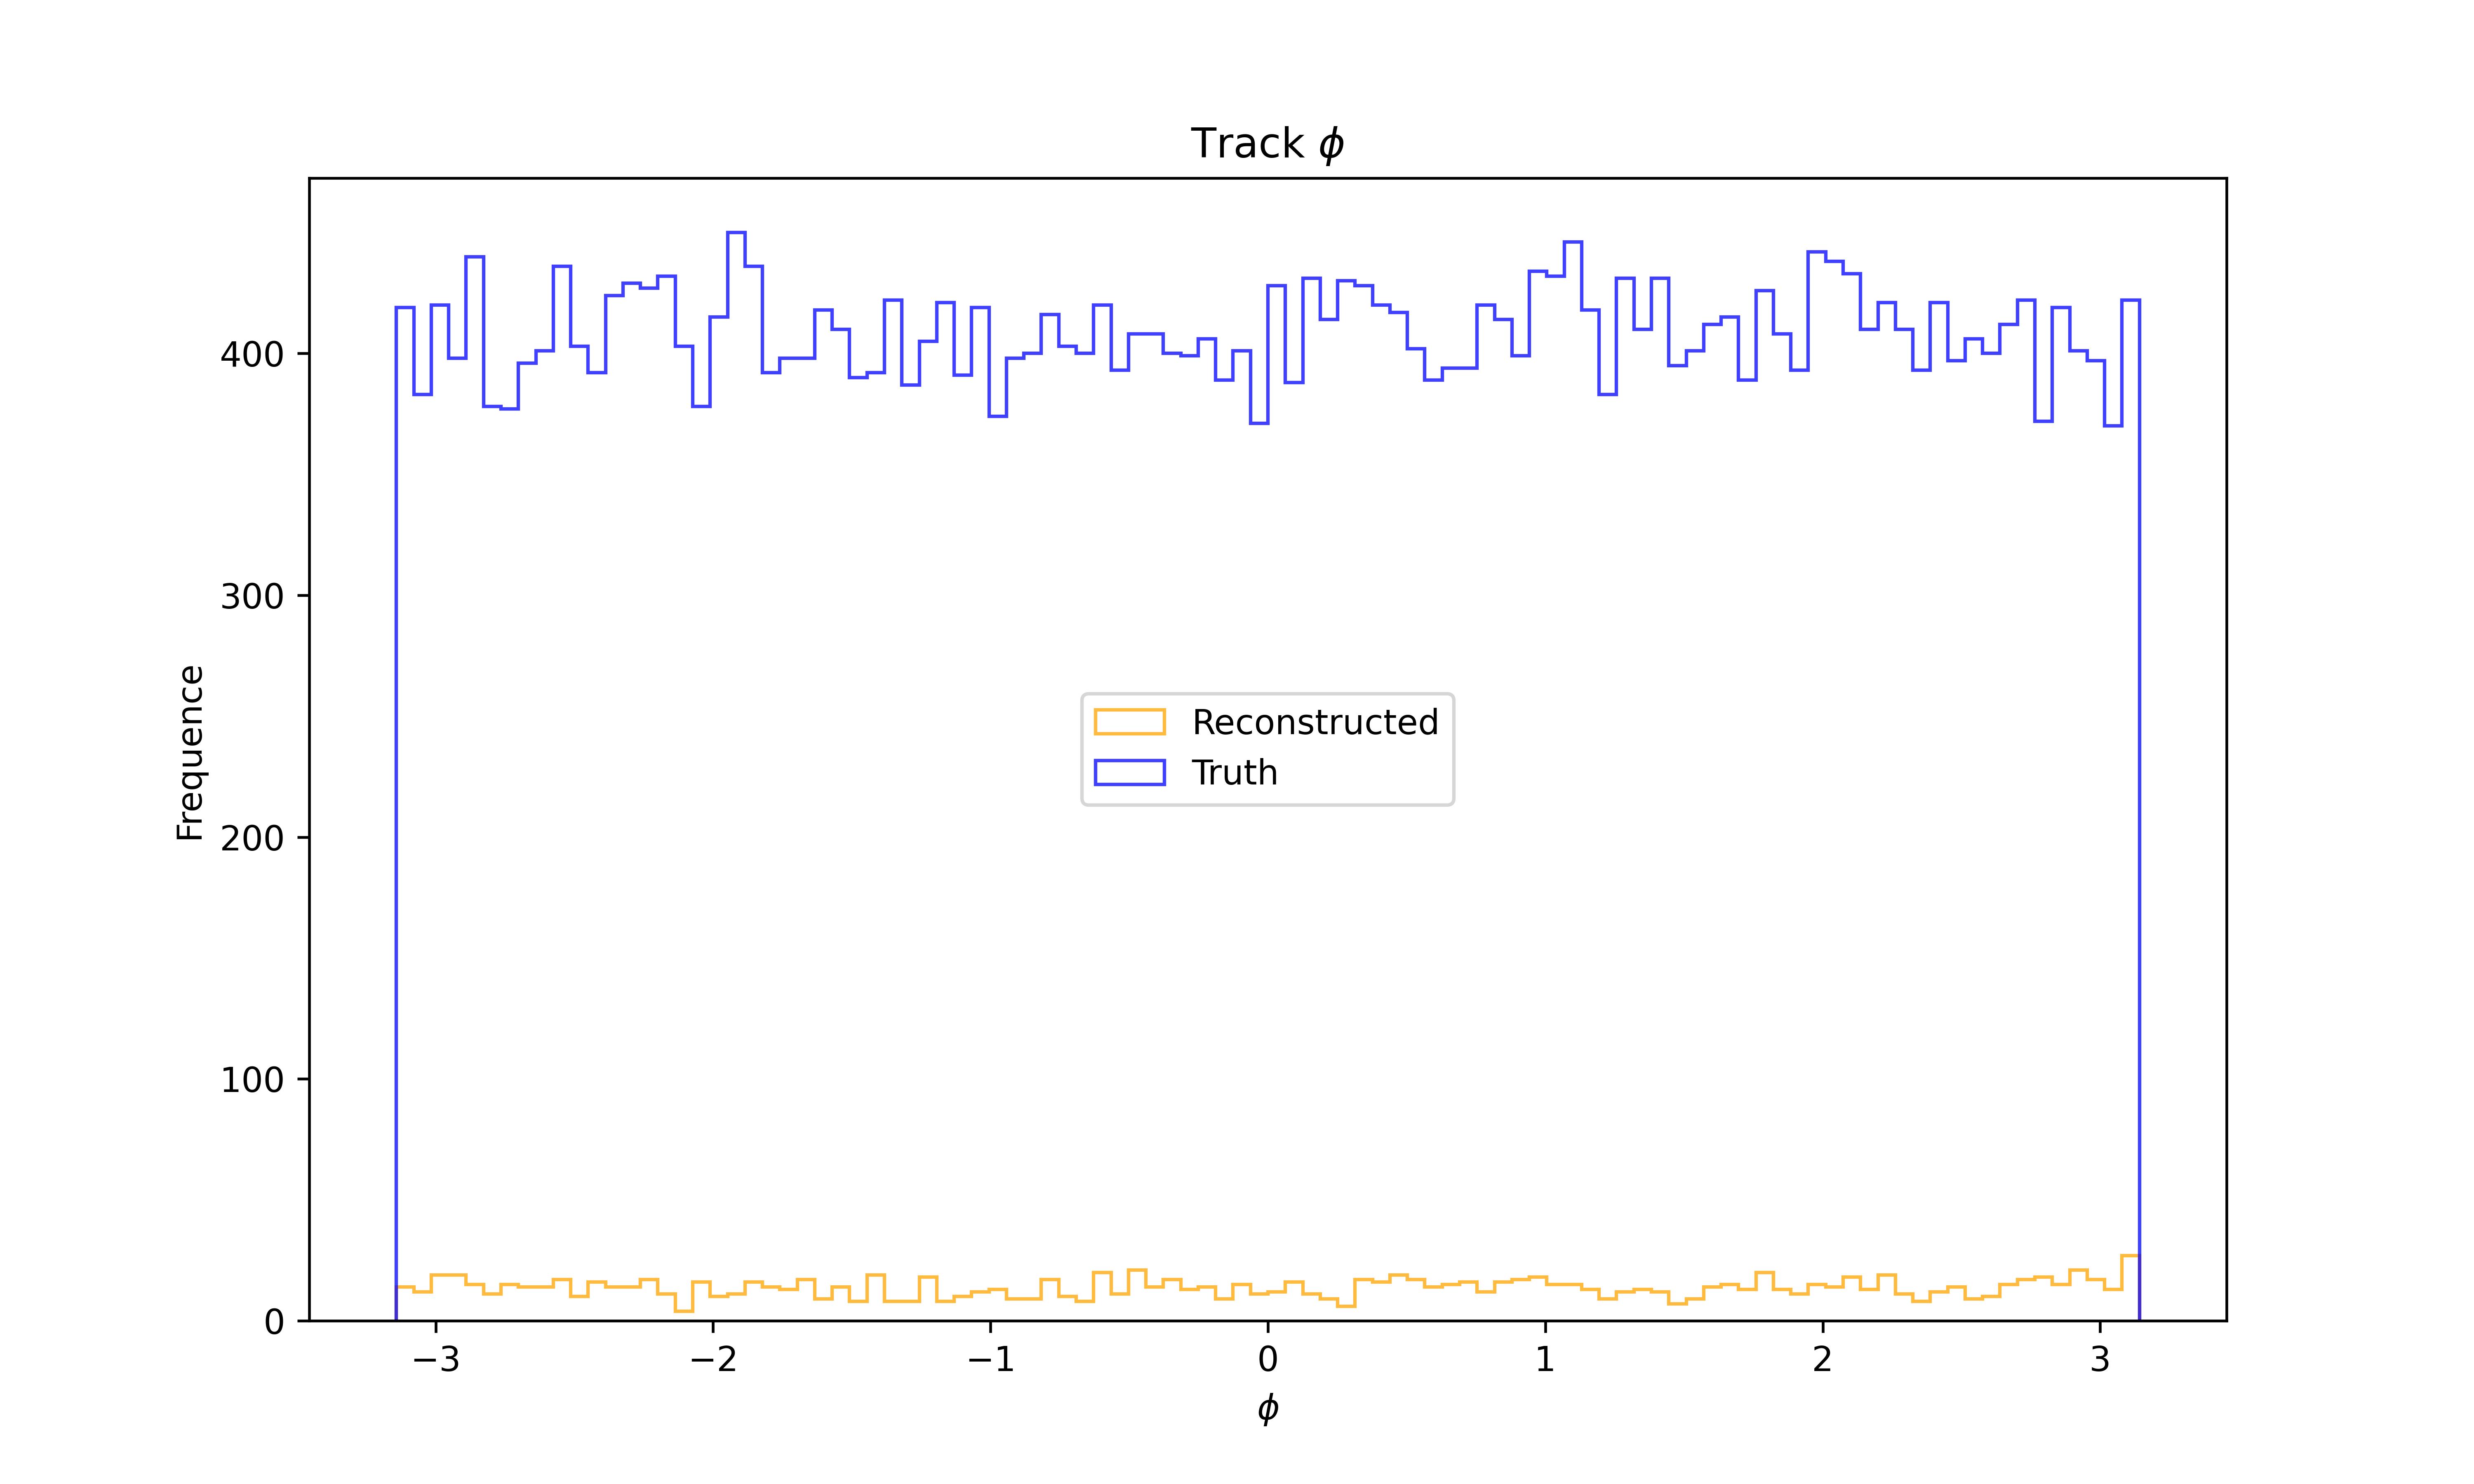 Track ϕ
400
300
200
100
0
Frequence
Reconstructed
Truth
−3 −2 −1 0 1 2 3
ϕ